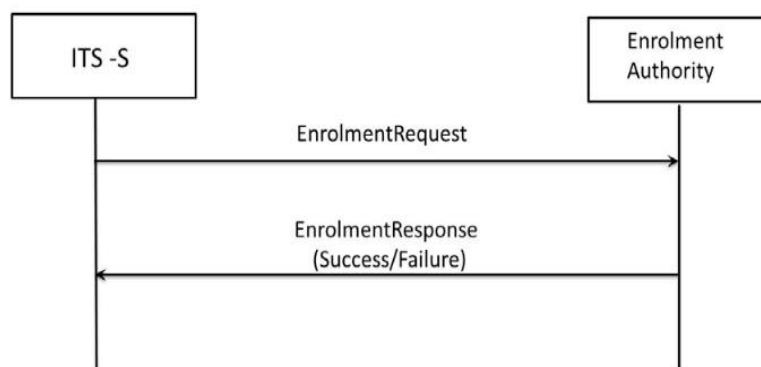 ITS -S
Enrolment
Authority
EnrolmentRequest
EnrolmentResponse
(Success/Failure)